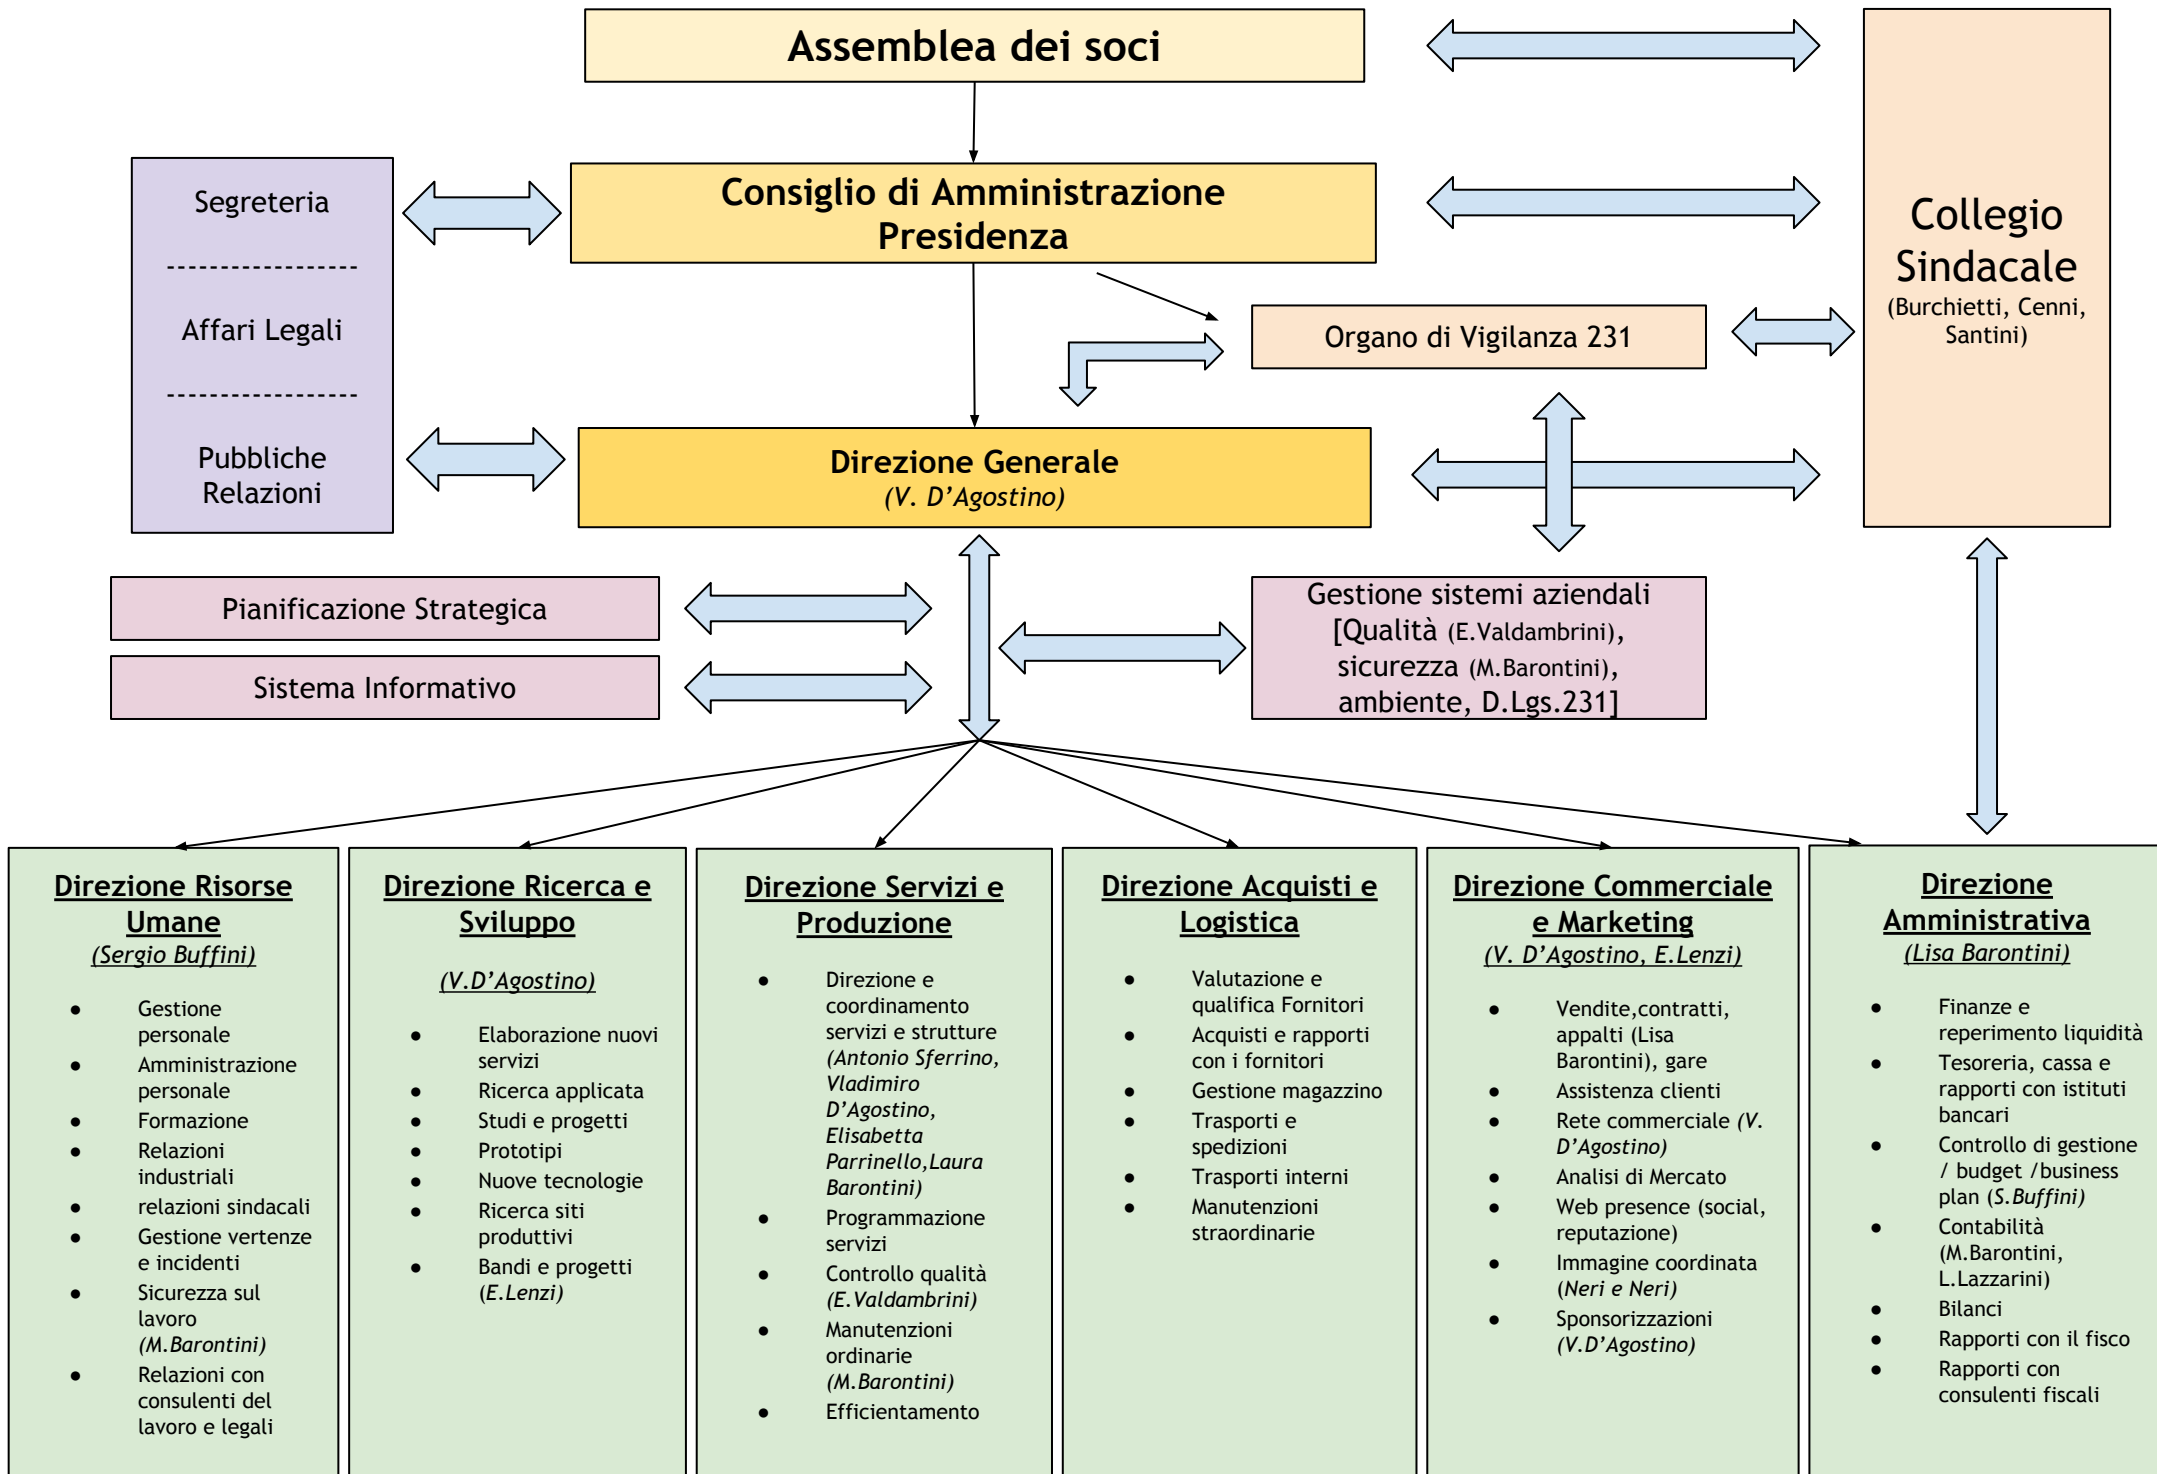 Assemblea dei soci
Segreteria
------------------
Affari Legali
------------------
Pubbliche
Relazioni
Consiglio di Amministrazione
Presidenza
Collegio
Sindacale
(Burchietti, Cenni,
Santini)
Organo di Vigilanza 231
Direzione Generale
(V. D’Agostino)
Pianificazione Strategica
Sistema Informativo
Gestione sistemi aziendali
[Qualità (E.Valdambrini),
sicurezza (M.Barontini),
ambiente, D.Lgs.231]
Direzione Risorse
Umane
(Sergio Buffini)
● Gestione
personale
● Amministrazione
personale
● Formazione
● Relazioni
industriali
● relazioni sindacali
● Gestione vertenze
e incidenti
● Sicurezza sul
lavoro
(M.Barontini)
● Relazioni con
consulenti del
lavoro e legali
Direzione Ricerca e
Sviluppo
(V.D’Agostino)
● Elaborazione nuovi
servizi
● Ricerca applicata
● Studi e progetti
● Prototipi
● Nuove tecnologie
● Ricerca siti
produttivi
● Bandi e progetti
(E.Lenzi)
Direzione Servizi e
Produzione
● Direzione e
coordinamento
servizi e strutture
(Antonio Sferrino,
Vladimiro
D’Agostino,
Elisabetta
Parrinello,Laura
Barontini)
● Programmazione
servizi
● Controllo qualità
(E.Valdambrini)
● Manutenzioni
ordinarie
(M.Barontini)
● Efficientamento
Direzione Acquisti e
Logistica
● Valutazione e
qualifica Fornitori
● Acquisti e rapporti
con i fornitori
● Gestione magazzino
● Trasporti e
spedizioni
● Trasporti interni
● Manutenzioni
straordinarie
Direzione Commerciale
e Marketing
(V. D’Agostino, E.Lenzi)
● Vendite,contratti,
appalti (Lisa
Barontini), gare
● Assistenza clienti
● Rete commerciale (V.
D’Agostino)
● Analisi di Mercato
● Web presence (social,
reputazione)
● Immagine coordinata
(Neri e Neri)
● Sponsorizzazioni
(V.D’Agostino)
Direzione
Amministrativa
(Lisa Barontini)
● Finanze e
reperimento liquidità
● Tesoreria, cassa e
rapporti con istituti
bancari
● Controllo di gestione
/ budget /business
plan (S.Buffini)
● Contabilità
(M.Barontini,
L.Lazzarini)
● Bilanci
● Rapporti con il fisco
● Rapporti con
consulenti fiscali